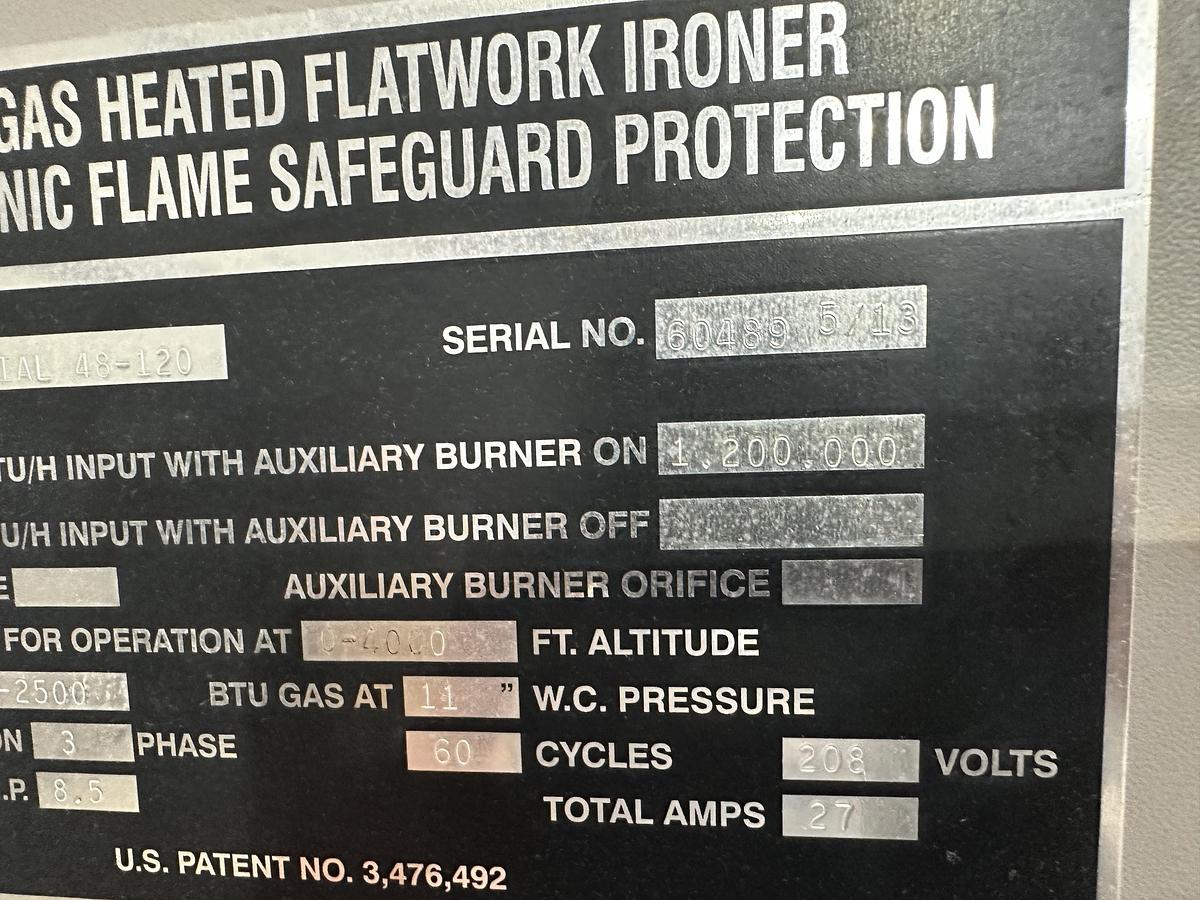 GAS HEATED FLATWORK IRONER
NIC FLAME SAFEGUARD PROTECTION
IAL 48-120 SERIAL NO. 60489 5/13
TU/H INPUT WITH AUXILIARY BURNER ON 1,200,000
U/H INPUT WITH AUXILIARY BURNER OFF
E AUXILIARY BURNER ORIFICE
FOR OPERATION AT 0-4000 FT. ALTITUDE
-2500 BTU GAS AT 11 " W.C. PRESSURE
ON 3 PHASE 60 CYCLES 208 VOLTS
.P. 8.5 TOTAL AMPS 27
U.S. PATENT NO. 3,476,492